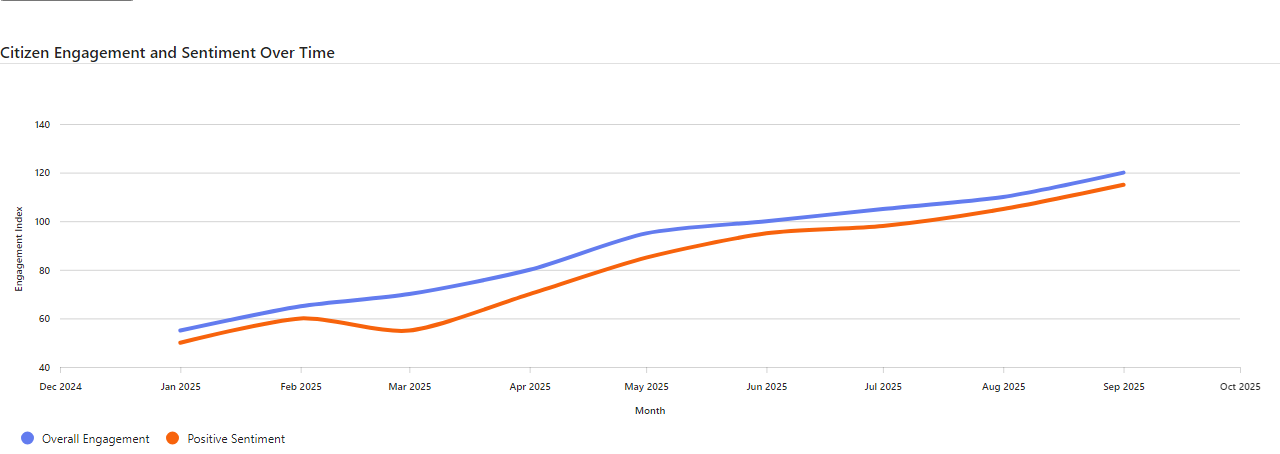 Citizen Engagement and Sentiment Over Time
140
120
100
80
60
40
Engagement Index
Dec 2024 Jan 2025 Feb 2025 Mar 2025 Apr 2025 May 2025 Jun 2025 Jul 2025 Aug 2025 Sep 2025 Oct 2025
Month
Overall Engagement Positive Sentiment